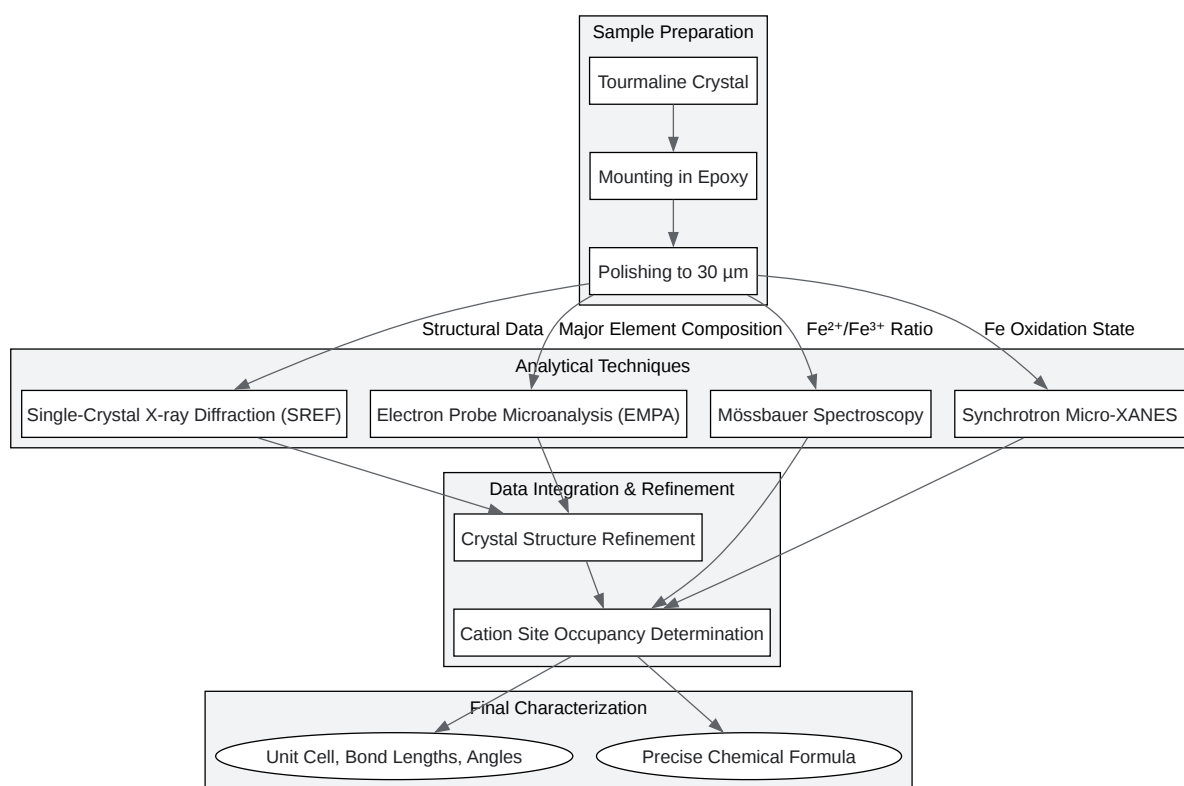 Sample Preparation
Tourmaline Crystal
Mounting in Epoxy
Polishing to 30 µm
Structural Data
Major Element Composition
Fe²⁺/Fe³⁺ Ratio
Fe Oxidation State
Analytical Techniques
Single-Crystal X-ray Diffraction (SREF)
Electron Probe Microanalysis (EMPA)
Mössbauer Spectroscopy
Synchrotron Micro-XANES
Data Integration & Refinement
Crystal Structure Refinement
Cation Site Occupancy Determination
Final Characterization
Unit Cell, Bond Lengths, Angles
Precise Chemical Formula